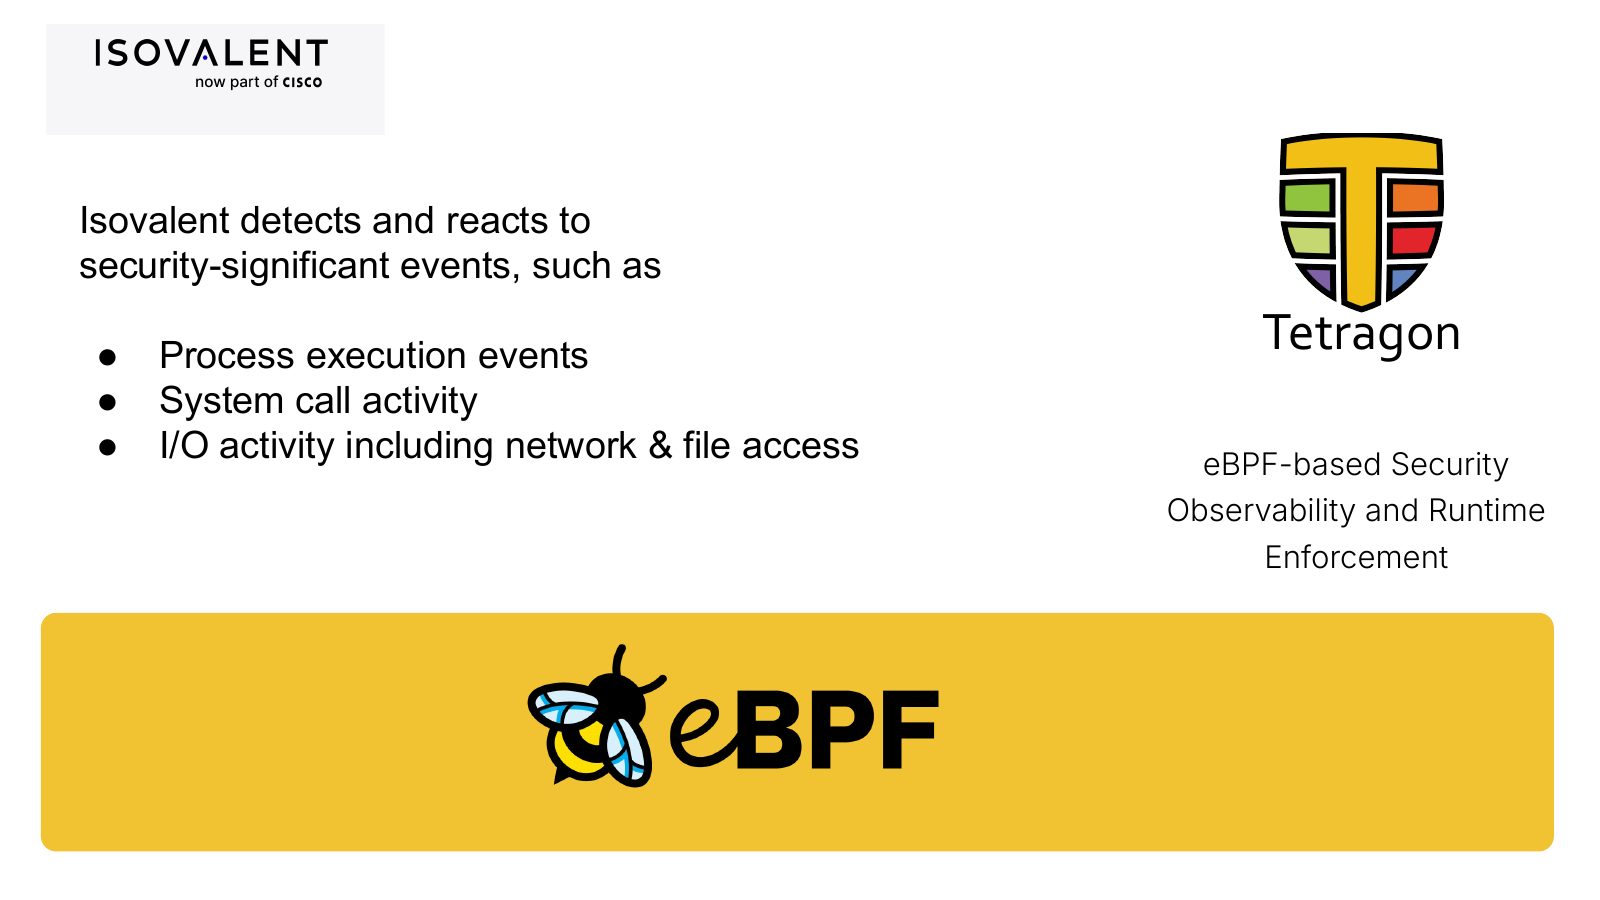 ISOVALENT
now part of CISCO
Isovalent detects and reacts to
security-significant events, such as
● Process execution events
● System call activity
● I/O activity including network & file access
Tetragon
eBPF-based Security
Observability and Runtime
Enforcement
eBPF